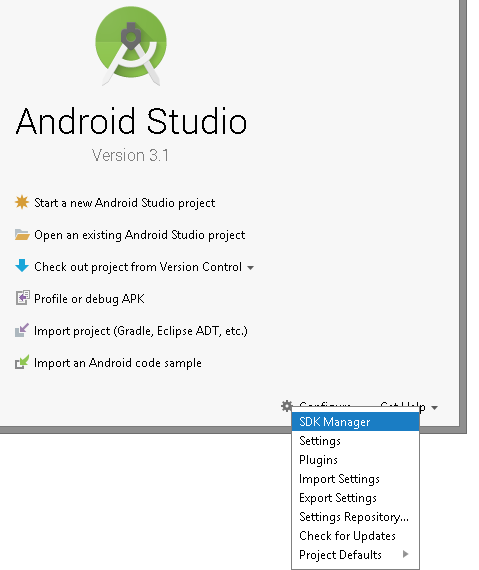 Android Studio
Version 3.1
Start a new Android Studio project
Open an existing Android Studio project
Check out project from Version Control
Profile or debug APK
Import project (Gradle, Eclipse ADT, etc.)
Import an Android code sample
Configure Get Help
SDK Manager
Settings
Plugins
Import Settings
Export Settings
Settings Repository...
Check for Updates
Project Defaults